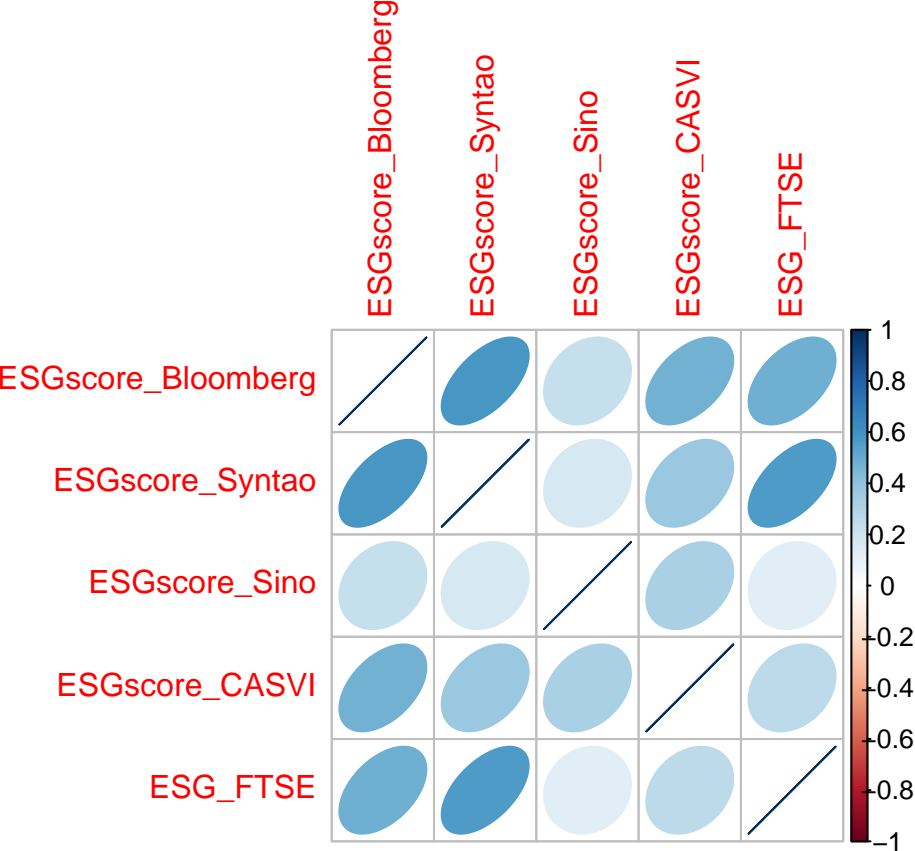 ESGscore_Bloomberg
ESGscore_Syntao
ESGscore_Sino
ESGscore_CASVI
ESG_FTSE
ESGscore_Bloomberg
ESGscore_Syntao
ESGscore_Sino
ESGscore_CASVI
ESG_FTSE
1
0.8
0.6
0.4
0.2
0
-0.2
-0.4
-0.6
-0.8
−1